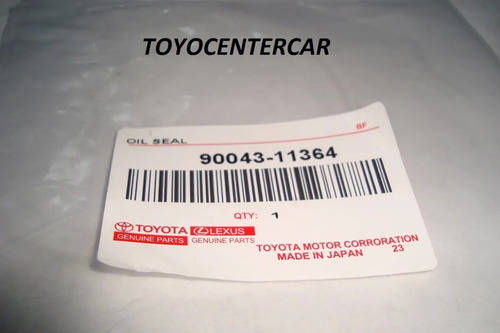 TOYOCENTERCAR
8F
OIL SEAL
90043-11364
QTY: 1
TOYOTA LEXUS
GENUINE PARTS GENUINE PARTS
TOYOTA MOTOR CORRORATION
MADE IN JAPAN 23